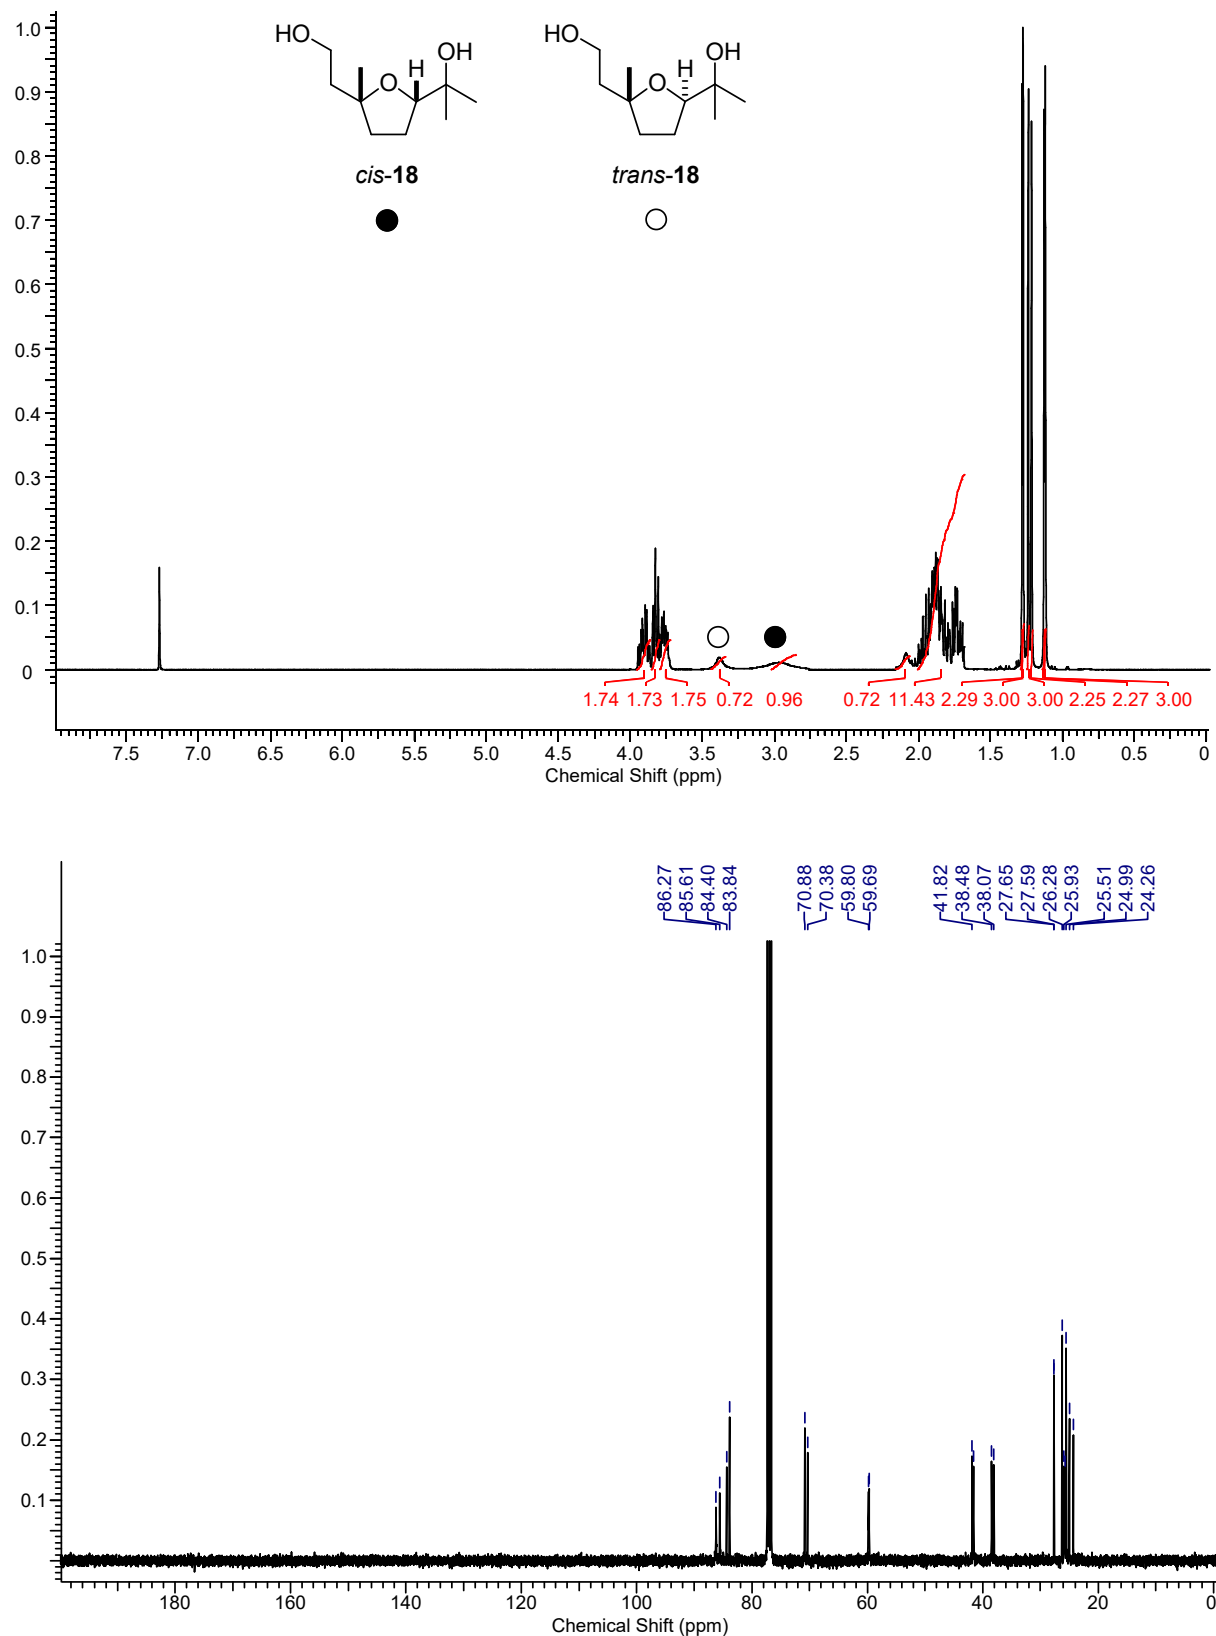 HO
OH
H
O
HO
OH
H
O
cis-18
trans-18
1.0
0.9
0.8
0.7
0.6
0.5
0.4
0.3
0.2
0.1
0
1.74 1.73 1.75 0.72 0.96 0.72 11.43 2.29 3.00 3.00 2.25 2.27 3.00
7.5 7.0 6.5 6.0 5.5 5.0 4.5 4.0 3.5 3.0 2.5 2.0 1.5 1.0 0.5 0
Chemical Shift (ppm)
86.27
85.61
84.40
83.84
70.88
70.38
59.80
59.69
41.82
38.48
38.07
27.65
27.59
26.28
25.93
25.51
24.99
24.26
1.0
0.9
0.8
0.7
0.6
0.5
0.4
0.3
0.2
0.1
180 160 140 120 100 80 60 40 20 0
Chemical Shift (ppm)